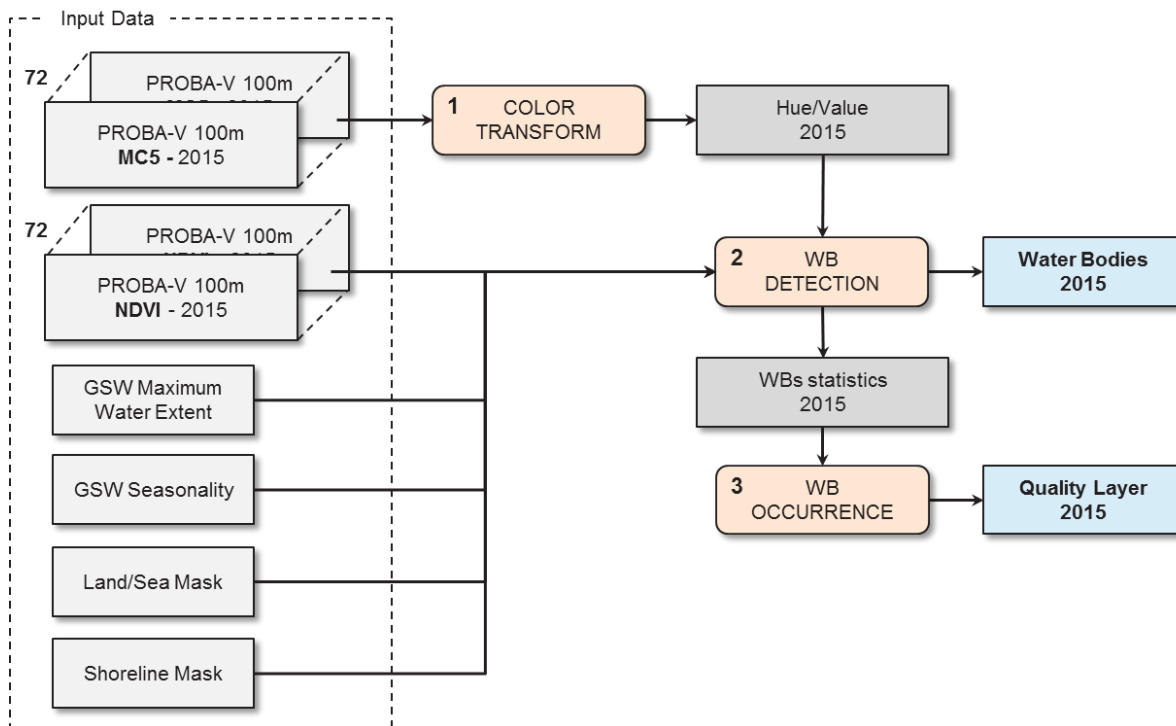 Input Data
72
PROBA-V 100m
PROBA-V 100m
MC5 - 2015
1
COLOR
TRANSFORM
Hue/Value
2015
72
PROBA-V 100m
PROBA-V 100m
NDVI - 2015
2
WB
DETECTION
Water Bodies
2015
GSW Maximum
Water Extent
WBs statistics
2015
GSW Seasonality
3
WB
OCCURRENCE
Quality Layer
2015
Land/Sea Mask
Shoreline Mask